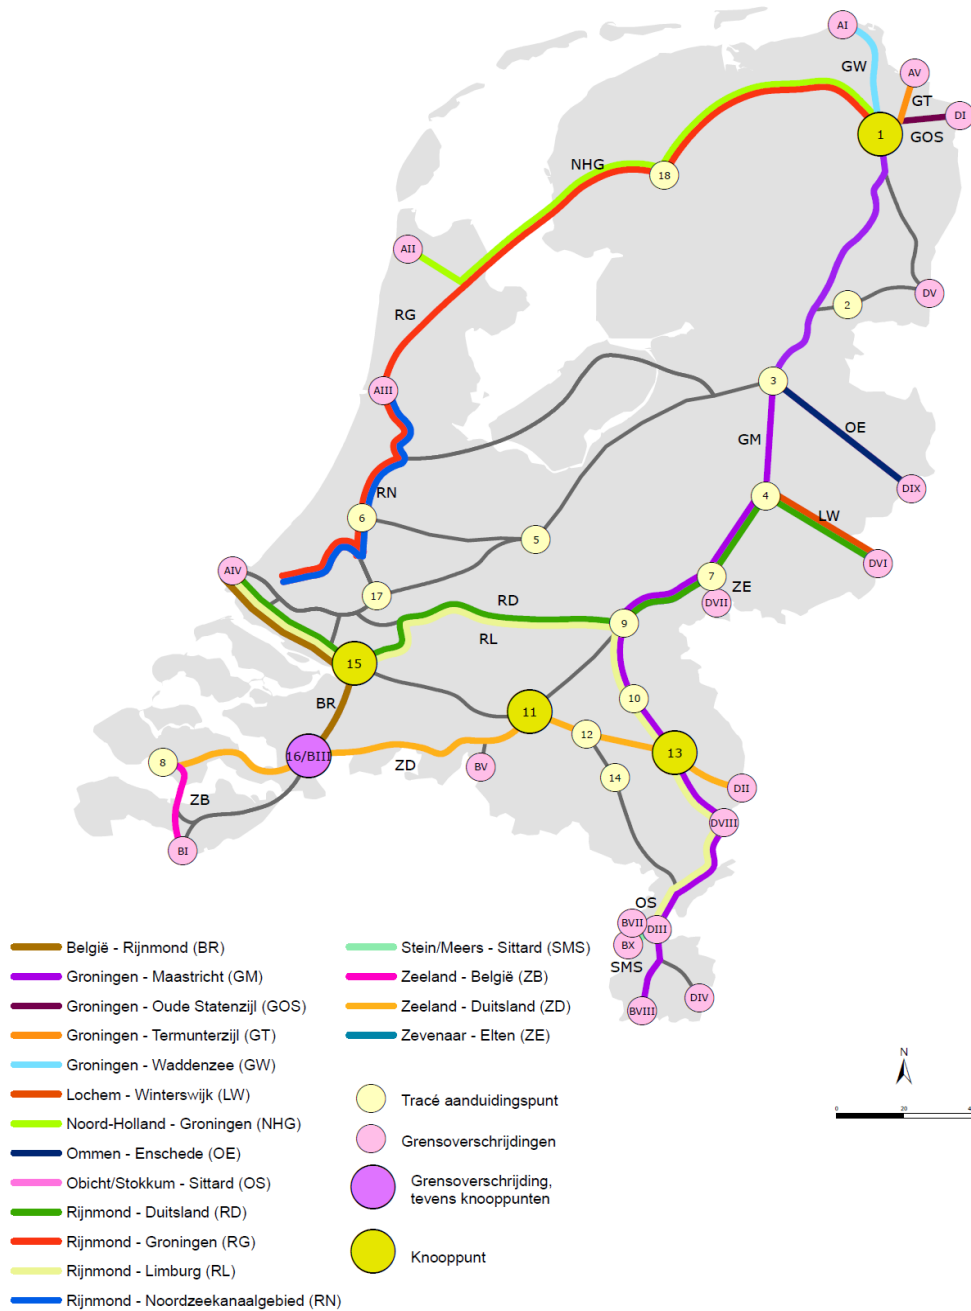 AI
GW
AV
GT
DI
GOS
1
NHG
18
AII
RG
DV
2
3
AIII
GM
OE
DIX
RN
4
LW
6
5
DVI
AIV
7
ZE
17
RD
DVII
9
RL
15
10
BR
11
12
13
16/BIII
8
ZD
BV
14
DII
ZB
DVIII
BI
OS
BVII
DIII
BX
SMS
DIV
BVIII
België - Rijnmond (BR)
Groningen - Maastricht (GM)
Groningen - Oude Statenzijl (GOS)
Groningen - Termunterzijl (GT)
Groningen - Waddenzee (GW)
Lochem - Winterswijk (LW)
Noord-Holland - Groningen (NHG)
Ommen - Enschede (OE)
Obicht/Stokkum - Sittard (OS)
Rijnmond - Duitsland (RD)
Rijnmond - Groningen (RG)
Rijnmond - Limburg (RL)
Rijnmond - Noordzeekanaalgebied (RN)
Stein/Meers - Sittard (SMS)
Zeeland - België (ZB)
Zeeland - Duitsland (ZD)
Zevenaar - Elten (ZE)
Tracé aanduidingspunt
Grensoverschrijdingen
Grensoverschrijding,
tevens knooppunten
Knooppunt
N
0 20 4